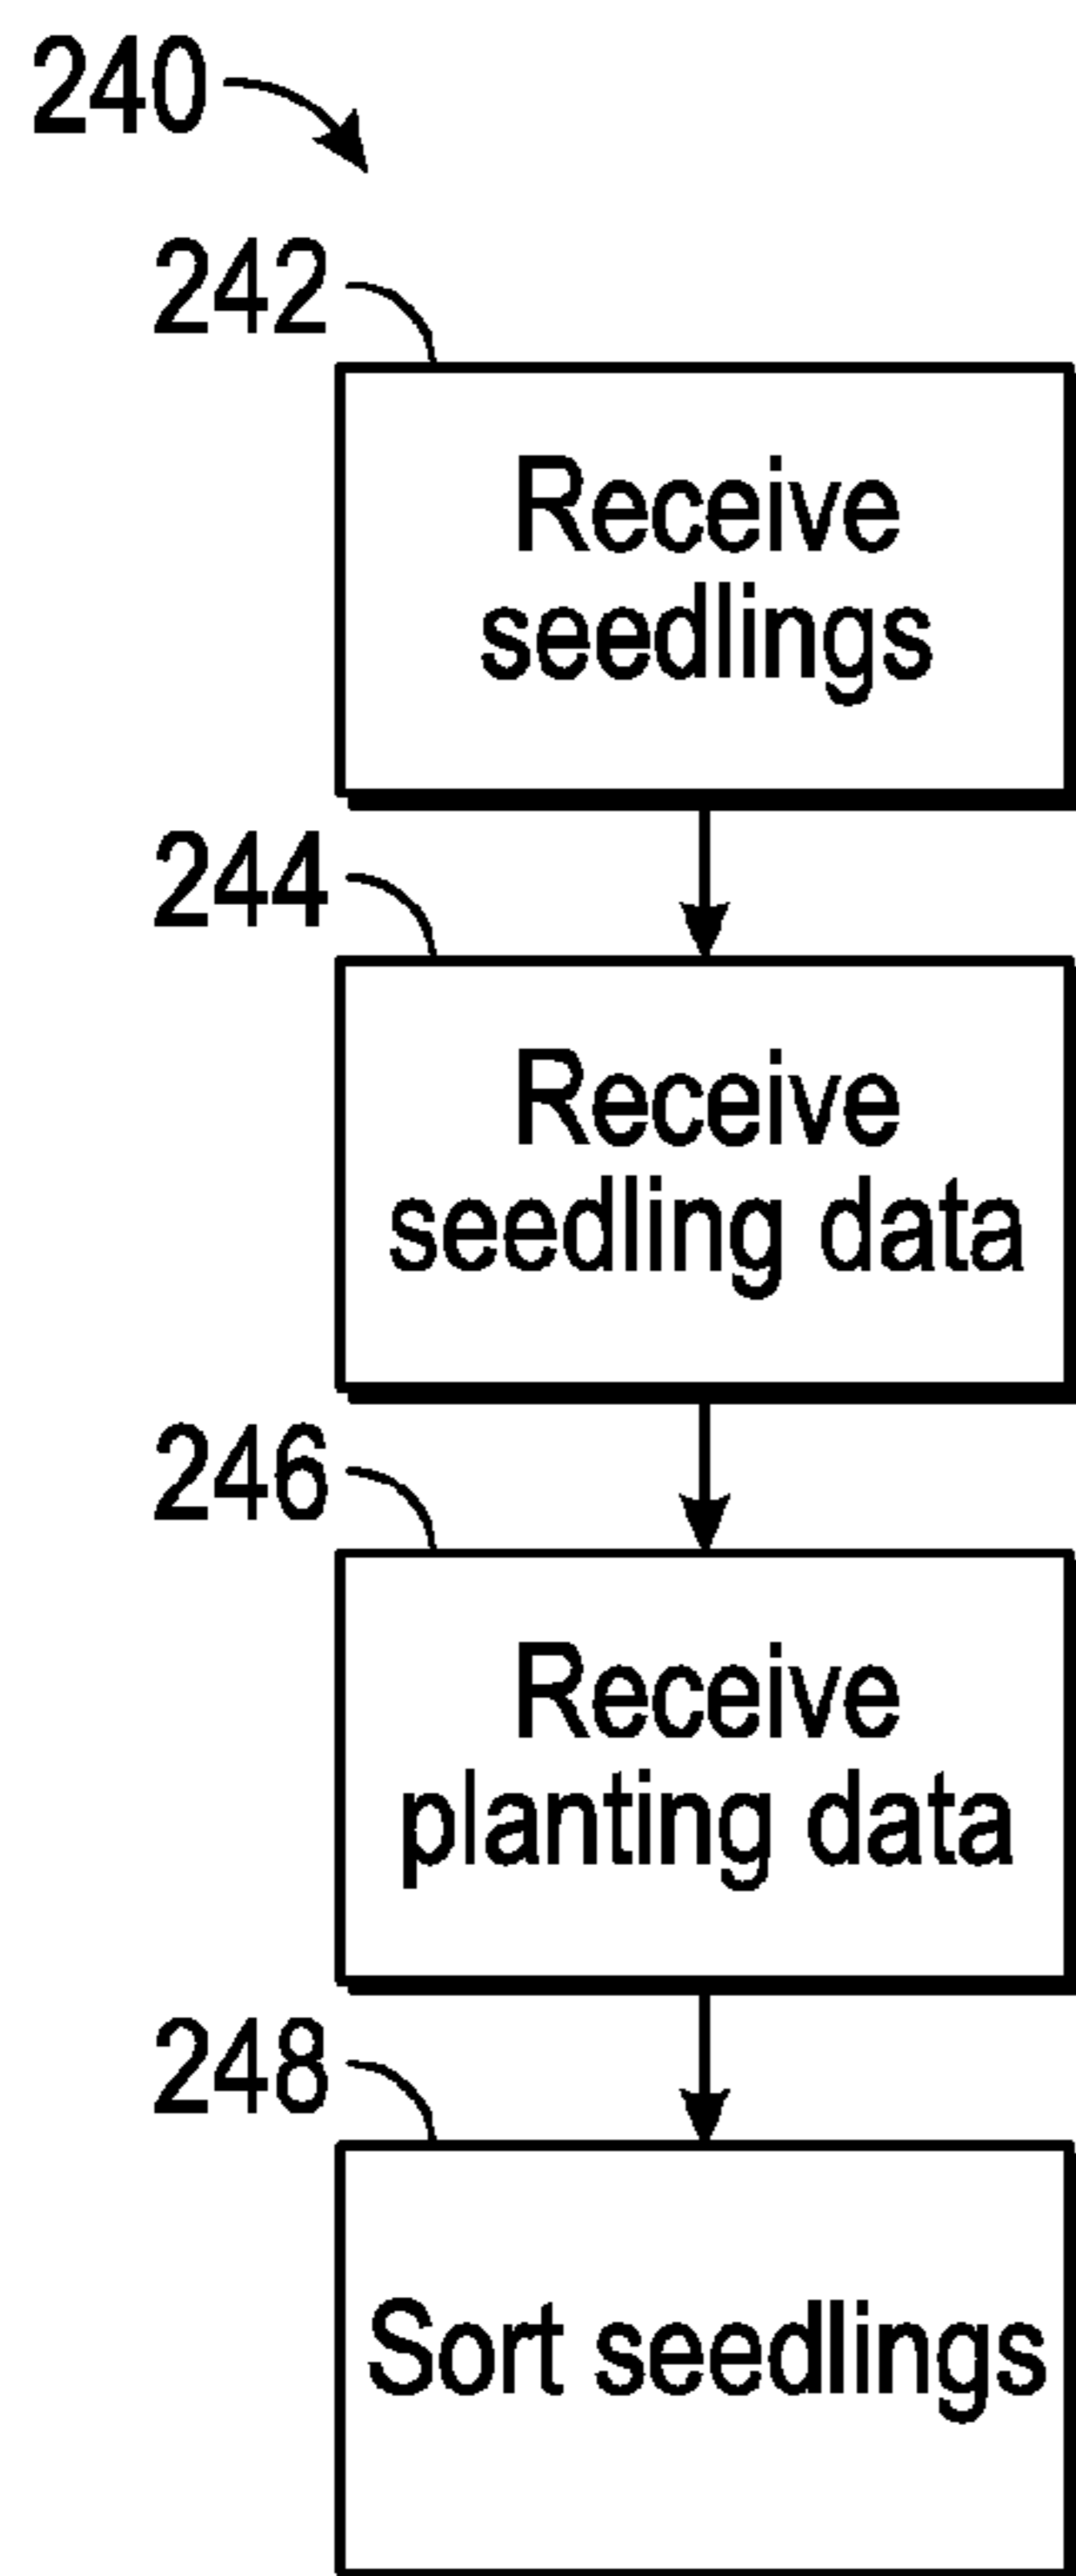 240
242
Receive
seedlings
244
Receive
seedling data
246
Receive
planting data
248
Sort seedlings